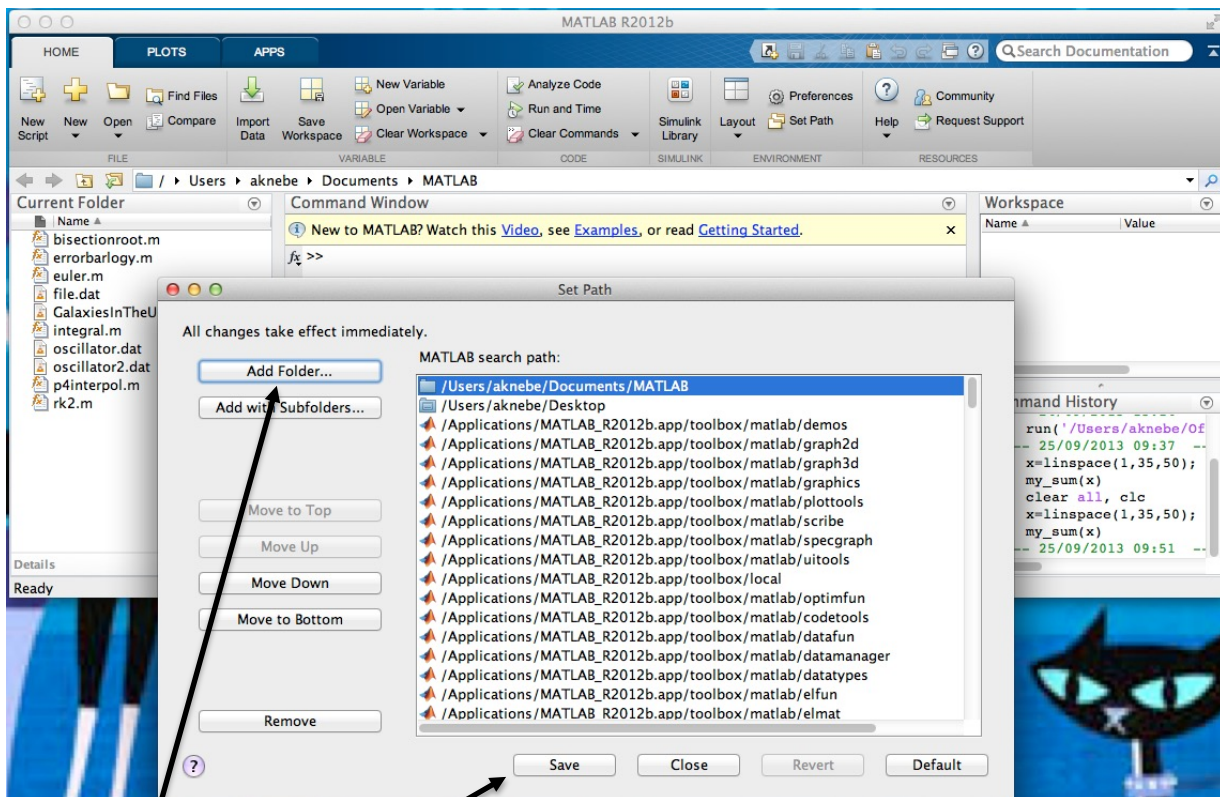 MATLAB R2012b
HOME PLOTS APPS Search Documentation
New Script
New
Open
Find Files
Compare
Import Data
Save Workspace
New Variable
Open Variable
Clear Workspace
Analyze Code
Run and Time
Clear Commands
Simulink Library
Layout
Preferences
Set Path
Help
Community
Request Support
FILE VARIABLE CODE SIMULINK ENVIRONMENT RESOURCES
/ Users aknebe Documents MATLAB
Current Folder
Name
bisectionroot.m
errorbarlogy.m
euler.m
file.dat
GalaxiesInTheU
integral.m
oscillator.dat
oscillator2.dat
p4interpol.m
rk2.m
Details
Ready
Command Window
New to MATLAB? Watch this Video, see Examples, or read Getting Started.
fx >>
Workspace
Name Value
mmand History
run('/Users/aknebe/Of
-- 25/09/2013 09:37 --
x=linspace(1,35,50);
my_sum(x)
clear all, clc
x=linspace(1,35,50);
my_sum(x)
-- 25/09/2013 09:51 --
Set Path
All changes take effect immediately.
Add Folder...
Add with Subfolders...
Move to Top
Move Up
Move Down
Move to Bottom
Remove
MATLAB search path:
/Users/aknebe/Documents/MATLAB
/Users/aknebe/Desktop
/Applications/MATLAB_R2012b.app/toolbox/matlab/demos
/Applications/MATLAB_R2012b.app/toolbox/matlab/graph2d
/Applications/MATLAB_R2012b.app/toolbox/matlab/graph3d
/Applications/MATLAB_R2012b.app/toolbox/matlab/graphics
/Applications/MATLAB_R2012b.app/toolbox/matlab/plottools
/Applications/MATLAB_R2012b.app/toolbox/matlab/scribe
/Applications/MATLAB_R2012b.app/toolbox/matlab/specgraph
/Applications/MATLAB_R2012b.app/toolbox/matlab/uitools
/Applications/MATLAB_R2012b.app/toolbox/local
/Applications/MATLAB_R2012b.app/toolbox/matlab/optimfun
/Applications/MATLAB_R2012b.app/toolbox/matlab/codetools
/Applications/MATLAB_R2012b.app/toolbox/matlab/datafun
/Applications/MATLAB_R2012b.app/toolbox/matlab/datamanager
/Applications/MATLAB_R2012b.app/toolbox/matlab/datatypes
/Applications/MATLAB_R2012b.app/toolbox/matlab/elfun
/Applications/MATLAB_R2012b.app/toolbox/matlab/elmat
? Save Close Revert Default